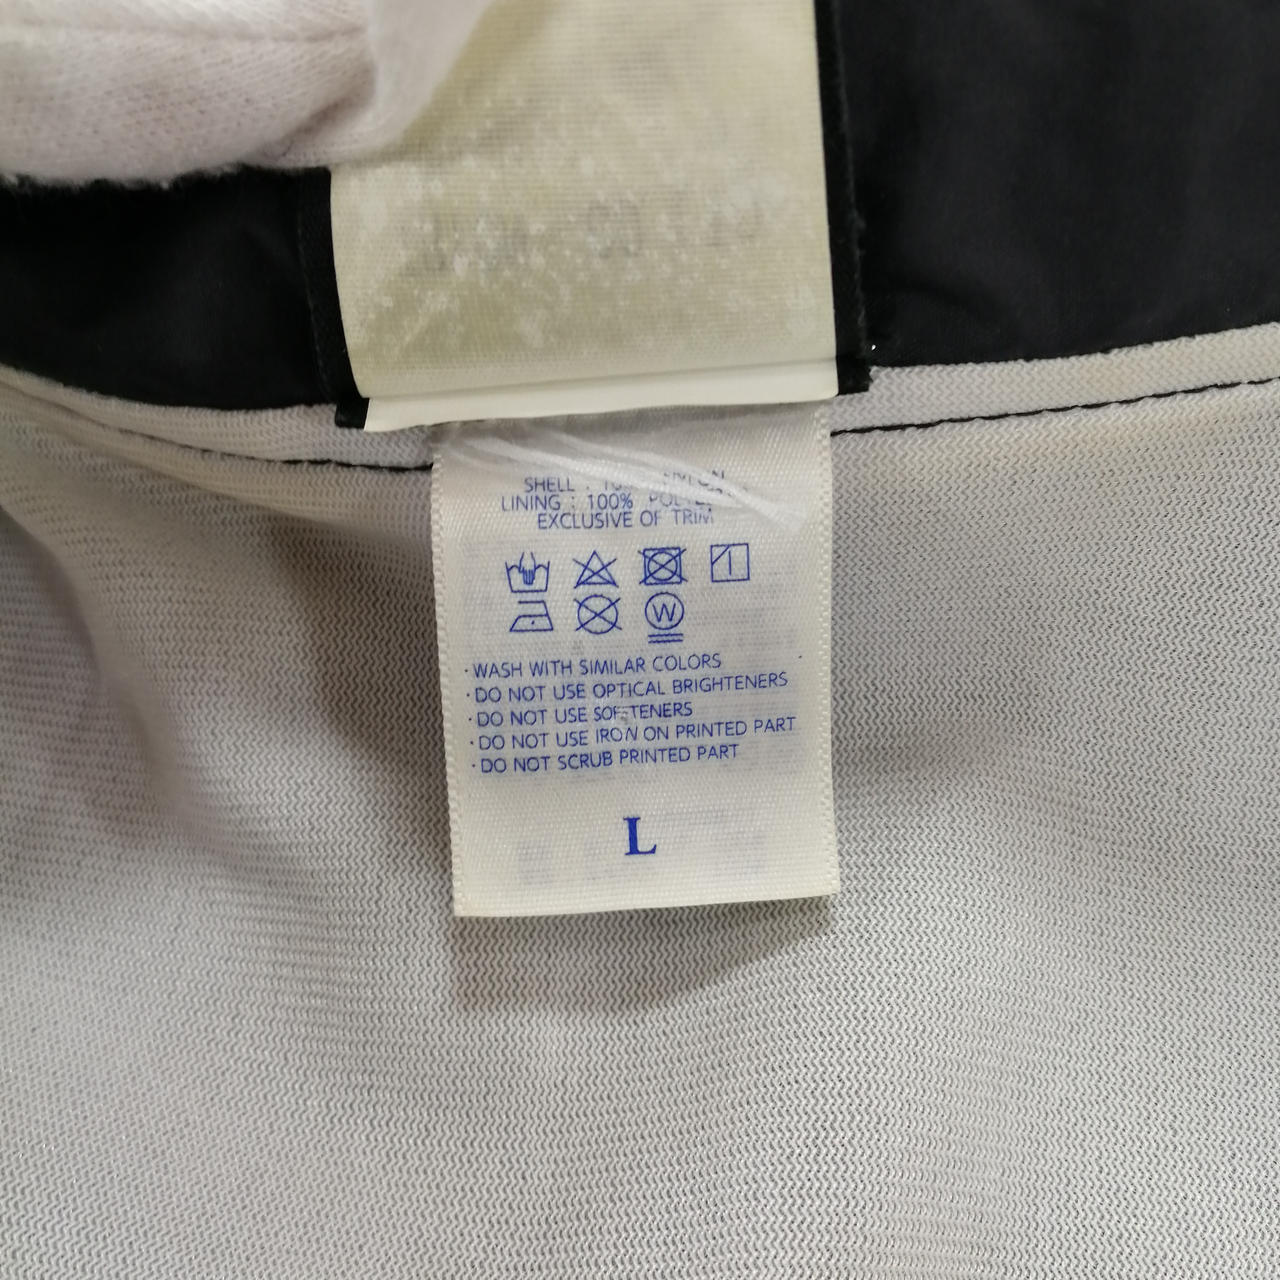 SHELL : NYLON
LINING : 100%
EXCLUSIVE OF TRIM
W
· WASH WITH SIMILAR COLORS
· DO NOT USE OPTICAL BRIGHTENERS
· DO NOT USE SOFTENERS
· DO NOT USE IRON ON PRINTED PART
· DO NOT SCRUB PRINTED PART
L